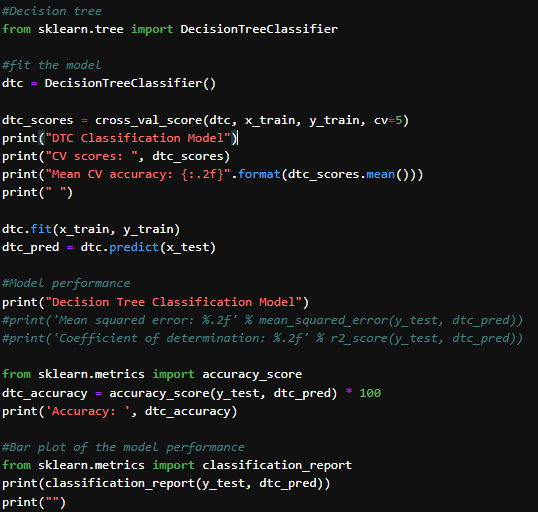 #Decision tree
from sklearn.tree import DecisionTreeClassifier
#fit the model
dtc = DecisionTreeClassifier()
dtc_scores = cross_val_score(dtc, x_train, y_train, cv=5)
print("DTC Classification Model")
print("CV scores: ", dtc_scores)
print("Mean CV accuracy: {:.2f}".format(dtc_scores.mean()))
print(" ")
dtc.fit(x_train, y_train)
dtc_pred = dtc.predict(x_test)
#Model performance
print("Decision Tree Classification Model")
#print('Mean squared error: %.2f' % mean_squared_error(y_test, dtc_pred))
#print('Coefficient of determination: %.2f' % r2_score(y_test, dtc_pred))
from sklearn.metrics import accuracy_score
dtc_accuracy = accuracy_score(y_test, dtc_pred) * 100
print('Accuracy: ', dtc_accuracy)
#Bar plot of the model performance
from sklearn.metrics import classification_report
print(classification_report(y_test, dtc_pred))
print("")